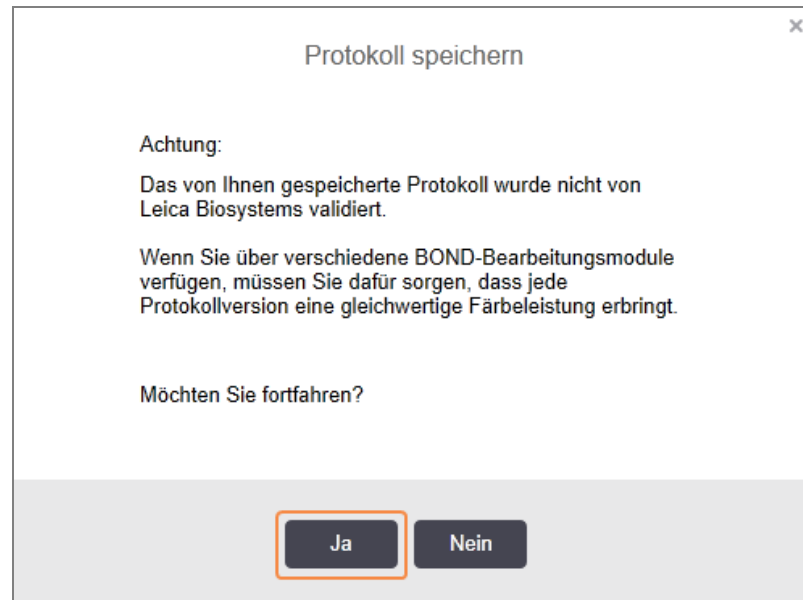 ×
Protokoll speichern
Achtung:
Das von Ihnen gespeicherte Protokoll wurde nicht von
Leica Biosystems validiert.
Wenn Sie über verschiedene BOND-Bearbeitungsmodule
verfügen, müssen Sie dafür sorgen, dass jede
Protokollversion eine gleichwertige Färbeleistung erbringt.
Möchten Sie fortfahren?
Ja Nein